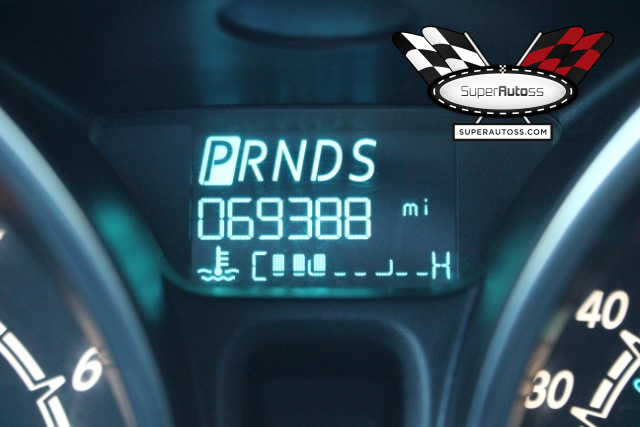 SuperAutoss
SUPERAUTOSS.COM
PRNDS
069388 mi
C H
6
40
30